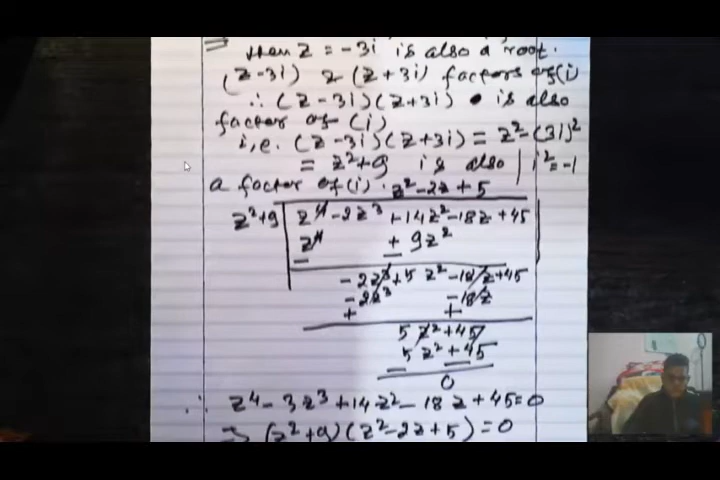 then z = -3i is also a root.
(z-3i) & (z+3i) factors of (i)
∴ (z-3i)(z+3i) is also
factor of (i)
i.e. (z-3i)(z+3i) = z²-(3i)²
= z²+9 is also | i²=-1
a factor of (i).
z²-2z+5
z²+9 | z⁴-2z³+14z²-18z+45
z⁴ + 9z²
- -
-2z³+5z²-18z+45
-2z³ -18z
+ +
5z²+45
5z²+45
- -
0
∴ z⁴-3z³+14z²-18z+45=0
⇒ (z²+9)(z²-2z+5)=0